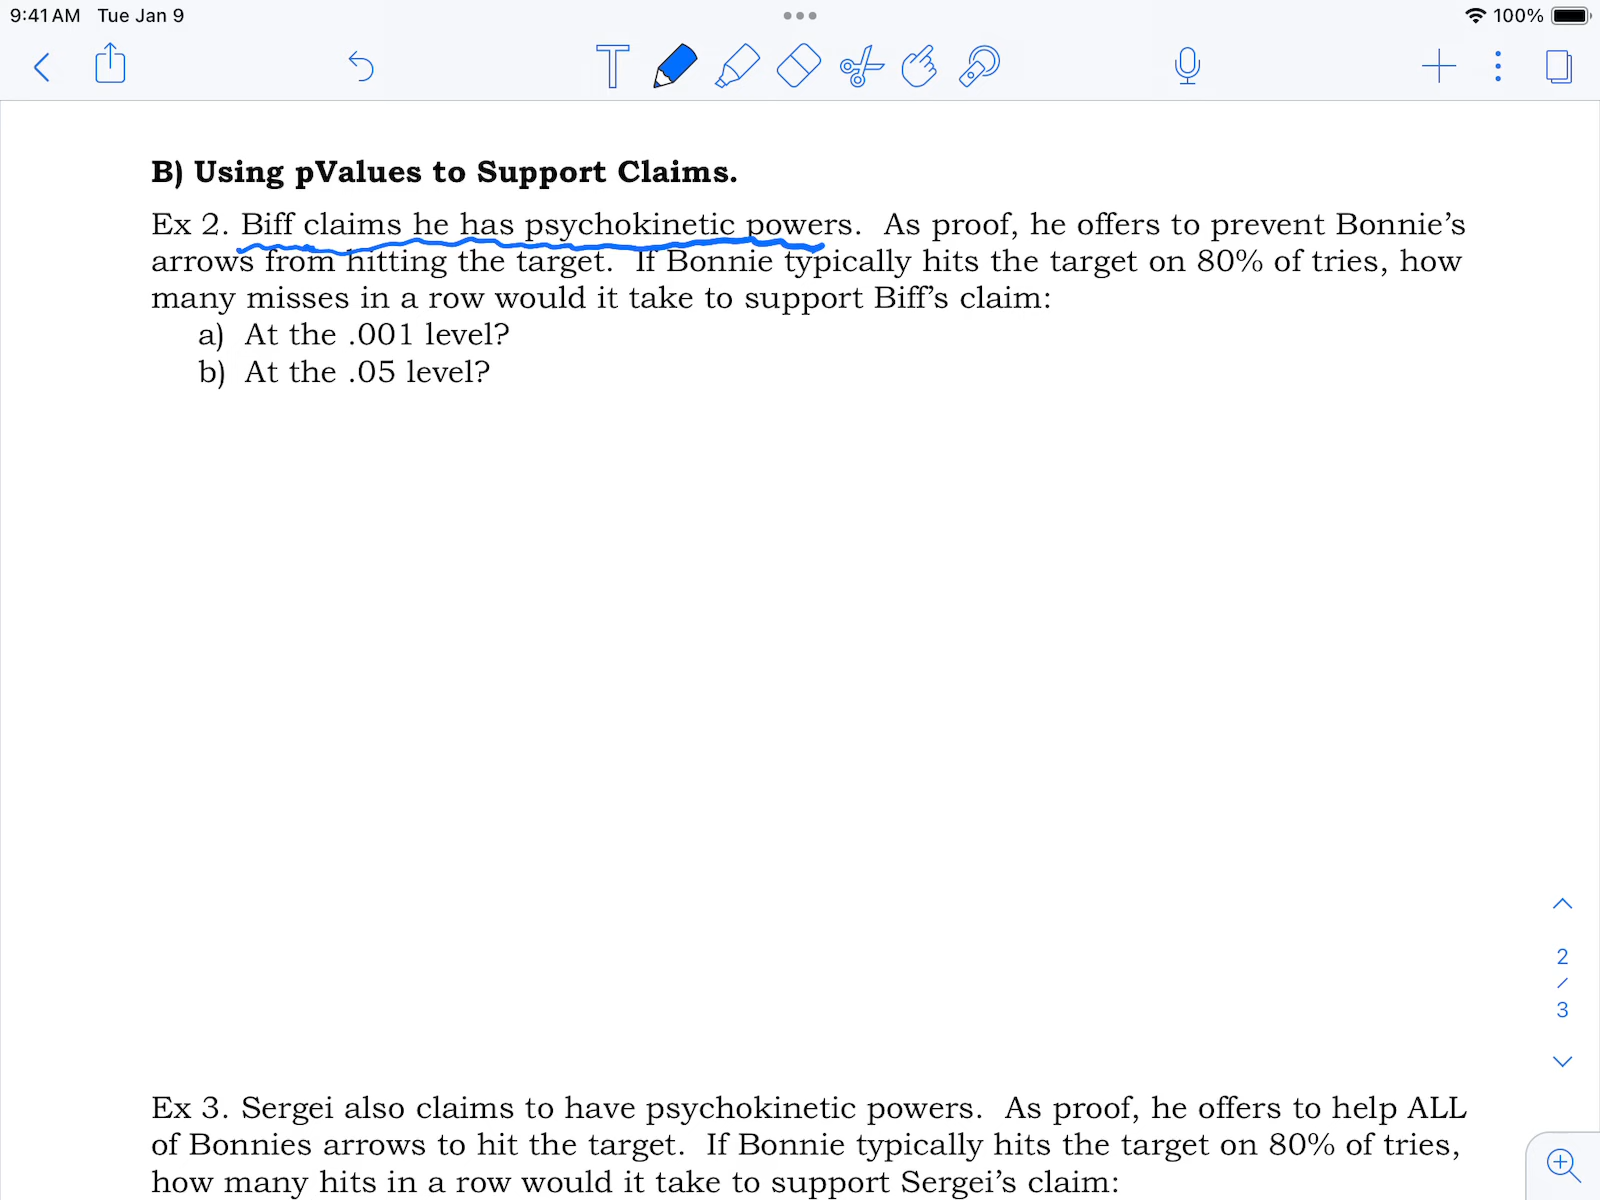 9:41 AM Tue Jan 9
100%
B) Using pValues to Support Claims.
Ex 2. Biff claims he has psychokinetic powers. As proof, he offers to prevent Bonnie’s
arrows from hitting the target. If Bonnie typically hits the target on 80% of tries, how
many misses in a row would it take to support Biff’s claim:
a) At the .001 level?
b) At the .05 level?
2
/
3
Ex 3. Sergei also claims to have psychokinetic powers. As proof, he offers to help ALL
of Bonnies arrows to hit the target. If Bonnie typically hits the target on 80% of tries,
how many hits in a row would it take to support Sergei’s claim: